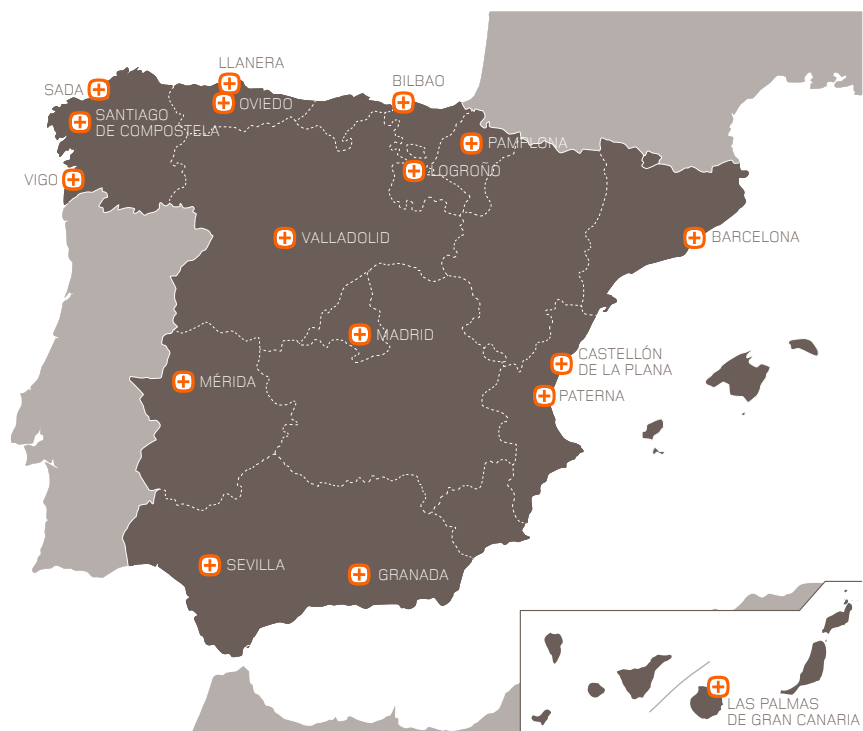 LLANERA
BILBAO
SADA
OVIEDO
SANTIAGO
DE COMPOSTELA
PAMPLONA
LOGROÑO
VIGO
VALLADOLID
BARCELONA
MADRID
CASTELLÓN
DE LA PLANA
MÉRIDA
PATERNA
SEVILLA
GRANADA
LAS PALMAS
DE GRAN CANARIA